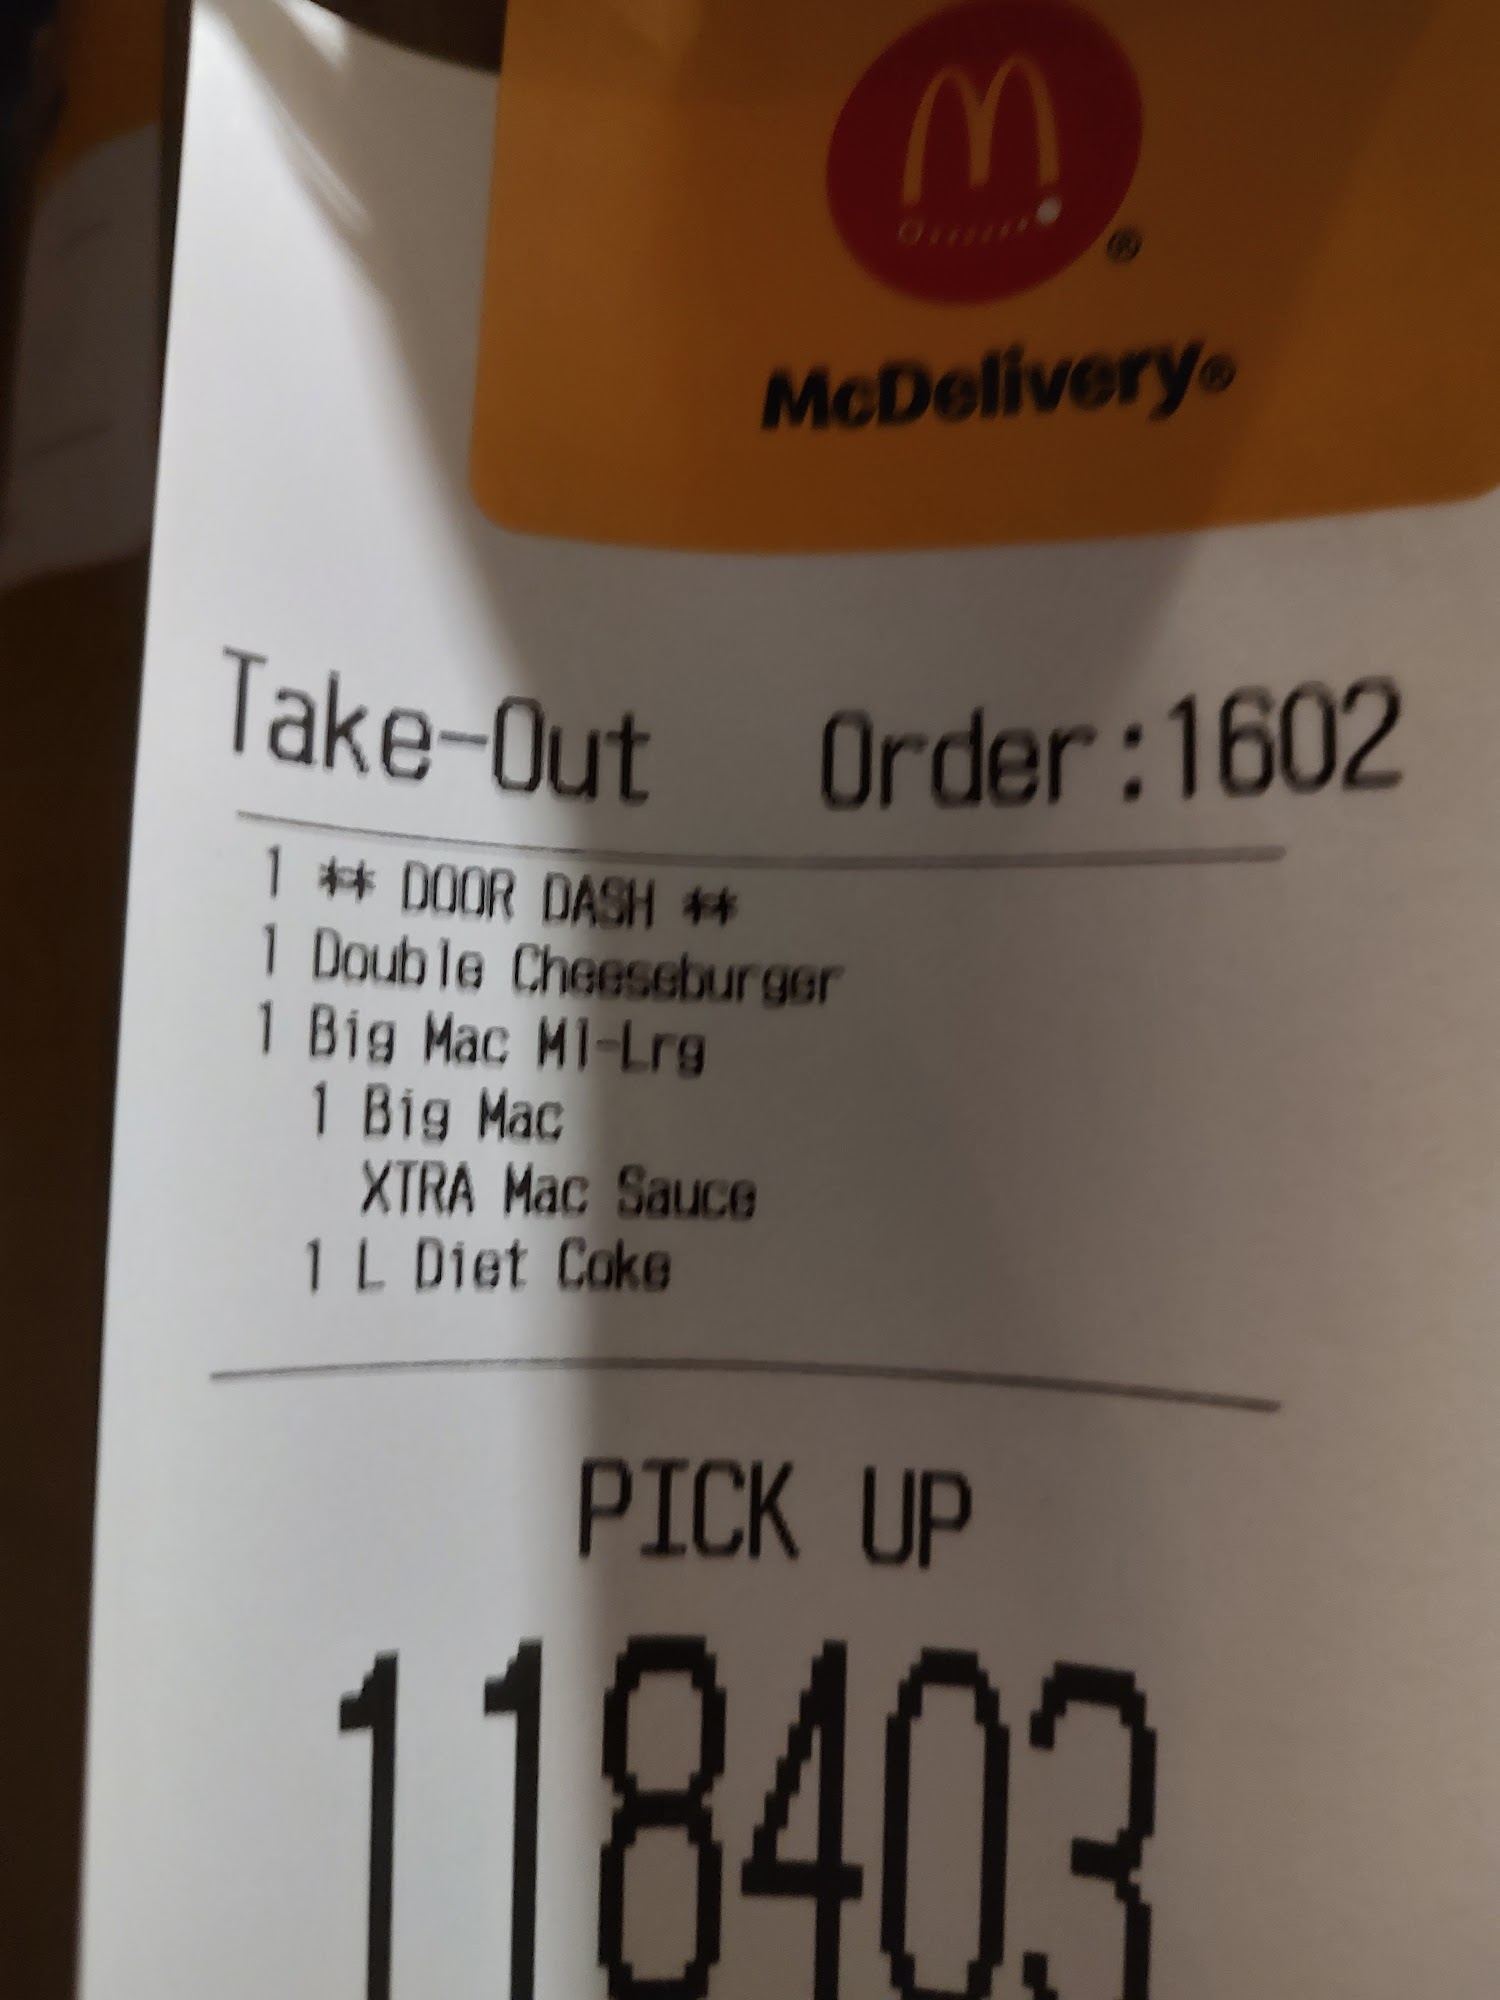 McDelivery®
Take-Out Order:1602
1 ** DOOR DASH **
1 Double Cheeseburger
1 Big Mac Ml-Lrg
1 Big Mac
XTRA Mac Sauce
1 L Diet Coke
PICK UP
118403